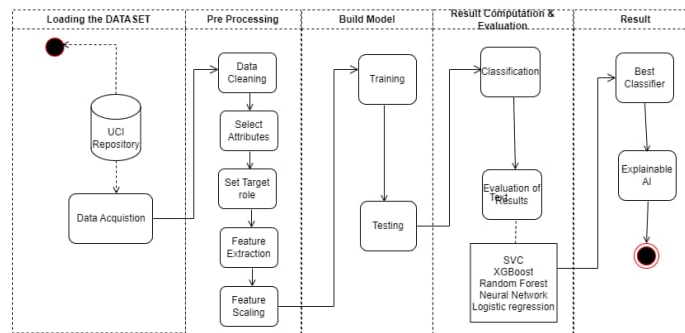 Loading the DATASET
Pre Processing
Build Model
Result Computation &
Evaluation
Result
UCI
Repository
Data Acquistion
Data
Cleaning
Select
Attributes
Set Target
role
Feature
Extraction
Feature
Scaling
Training
Testing
Classification
Evaluation of
Text
Results
SVC
XGBoost
Random Forest
Neural Network
Logistic regression
Best
Classifier
Explainable
AI